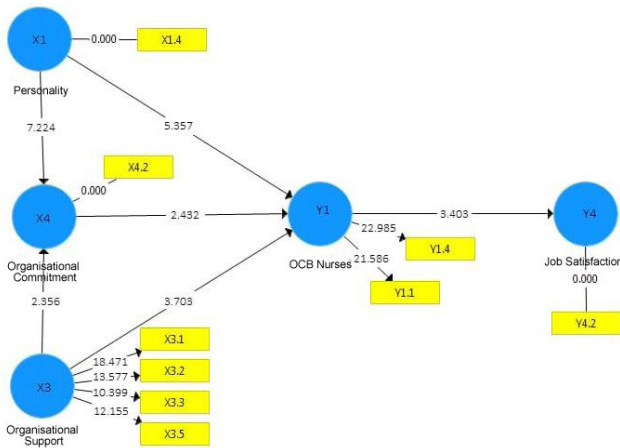 X1
0.000
X1.4
Personality
7.224
5.357
X4.2
0.000
X4
2.432
Y1
3.403
Y4
22.985
Y1.4
Organisational
Commitment
OCB Nurses
21.586
Job Satisfaction
0.000
Y1.1
2.356
3.703
Y4.2
X3.1
18.471
X3.2
13.577
X3
10.399
X3.3
12.155
X3.5
Organisational
Support